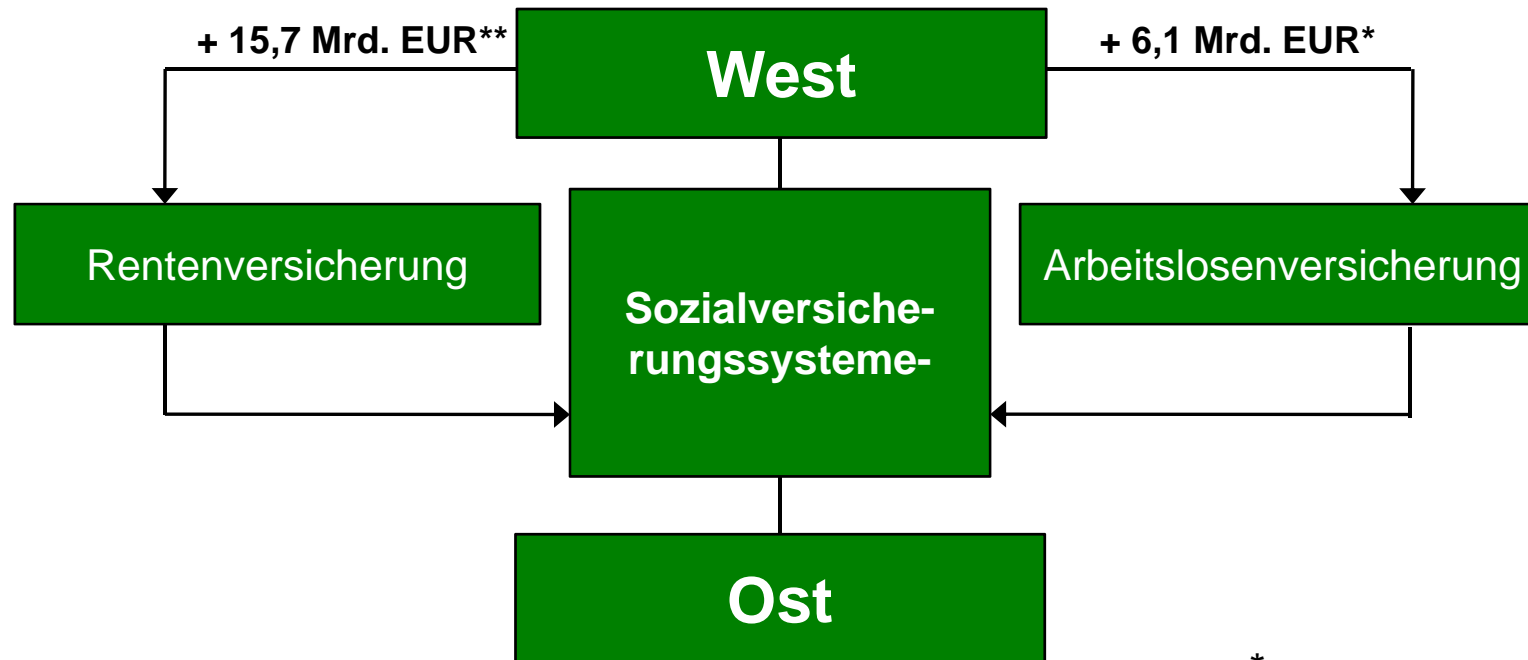 + 15,7 Mrd. EUR**
West
+ 6,1 Mrd. EUR*
Rentenversicherung
Sozialversiche-
rungssysteme-
Arbeitslosenversicherung
Ost
*